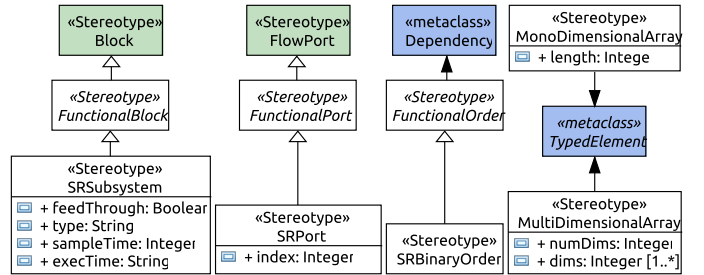 «Stereotype»
Block
«Stereotype»
FunctionalBlock
«Stereotype»
SRSubsystem
+ feedThrough: Boolear
+ type: String
+ sampleTime: Integer
+ execTime: String
«Stereotype»
FlowPort
«Stereotype»
FunctionalPort
«Stereotype»
SRPort
+ index: Integer
«metaclass»
Dependency
«Stereotype»
FunctionalOrder
«Stereotype»
SRBinaryOrder
«Stereotype»
MonoDimensionalArray
+ length: Intege
«metaclass»
TypedElement
«Stereotype»
MultiDimensionalArray
+ numDims: Integer
+ dims: Integer [1..*]